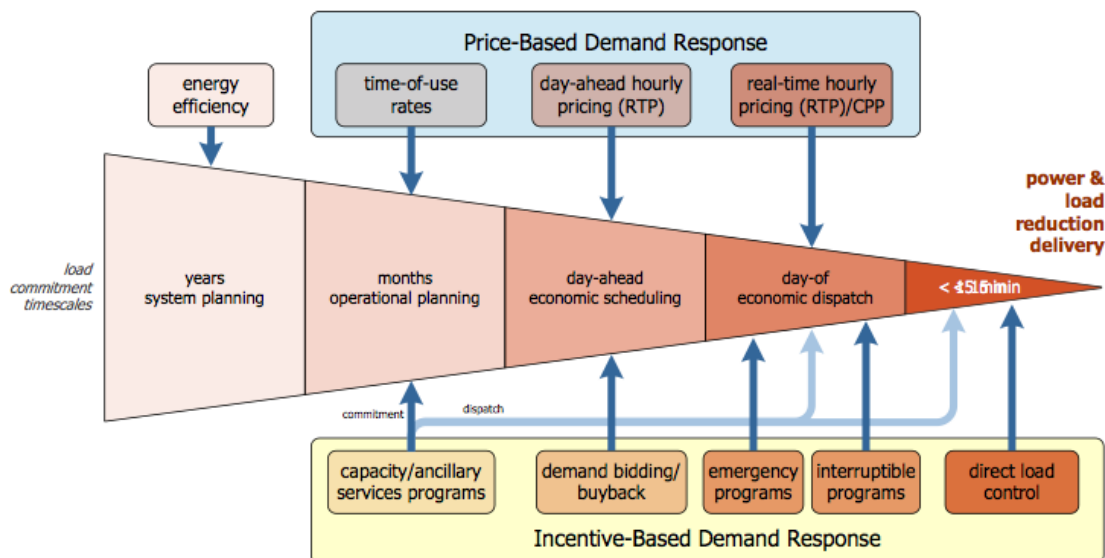 Price-Based Demand Response
energy
efficiency
time-of-use
rates
day-ahead hourly
pricing (RTP)
real-time hourly
pricing (RTP)/CPP
power &
load
reduction
delivery
load
commitment
timescales
years
system planning
months
operational planning
day-ahead
economic scheduling
day-of
economic dispatch
commitment
dispatch
capacity/ancillary
services programs
demand bidding/
buyback
emergency
programs
interruptible
programs
direct load
control
Incentive-Based Demand Response